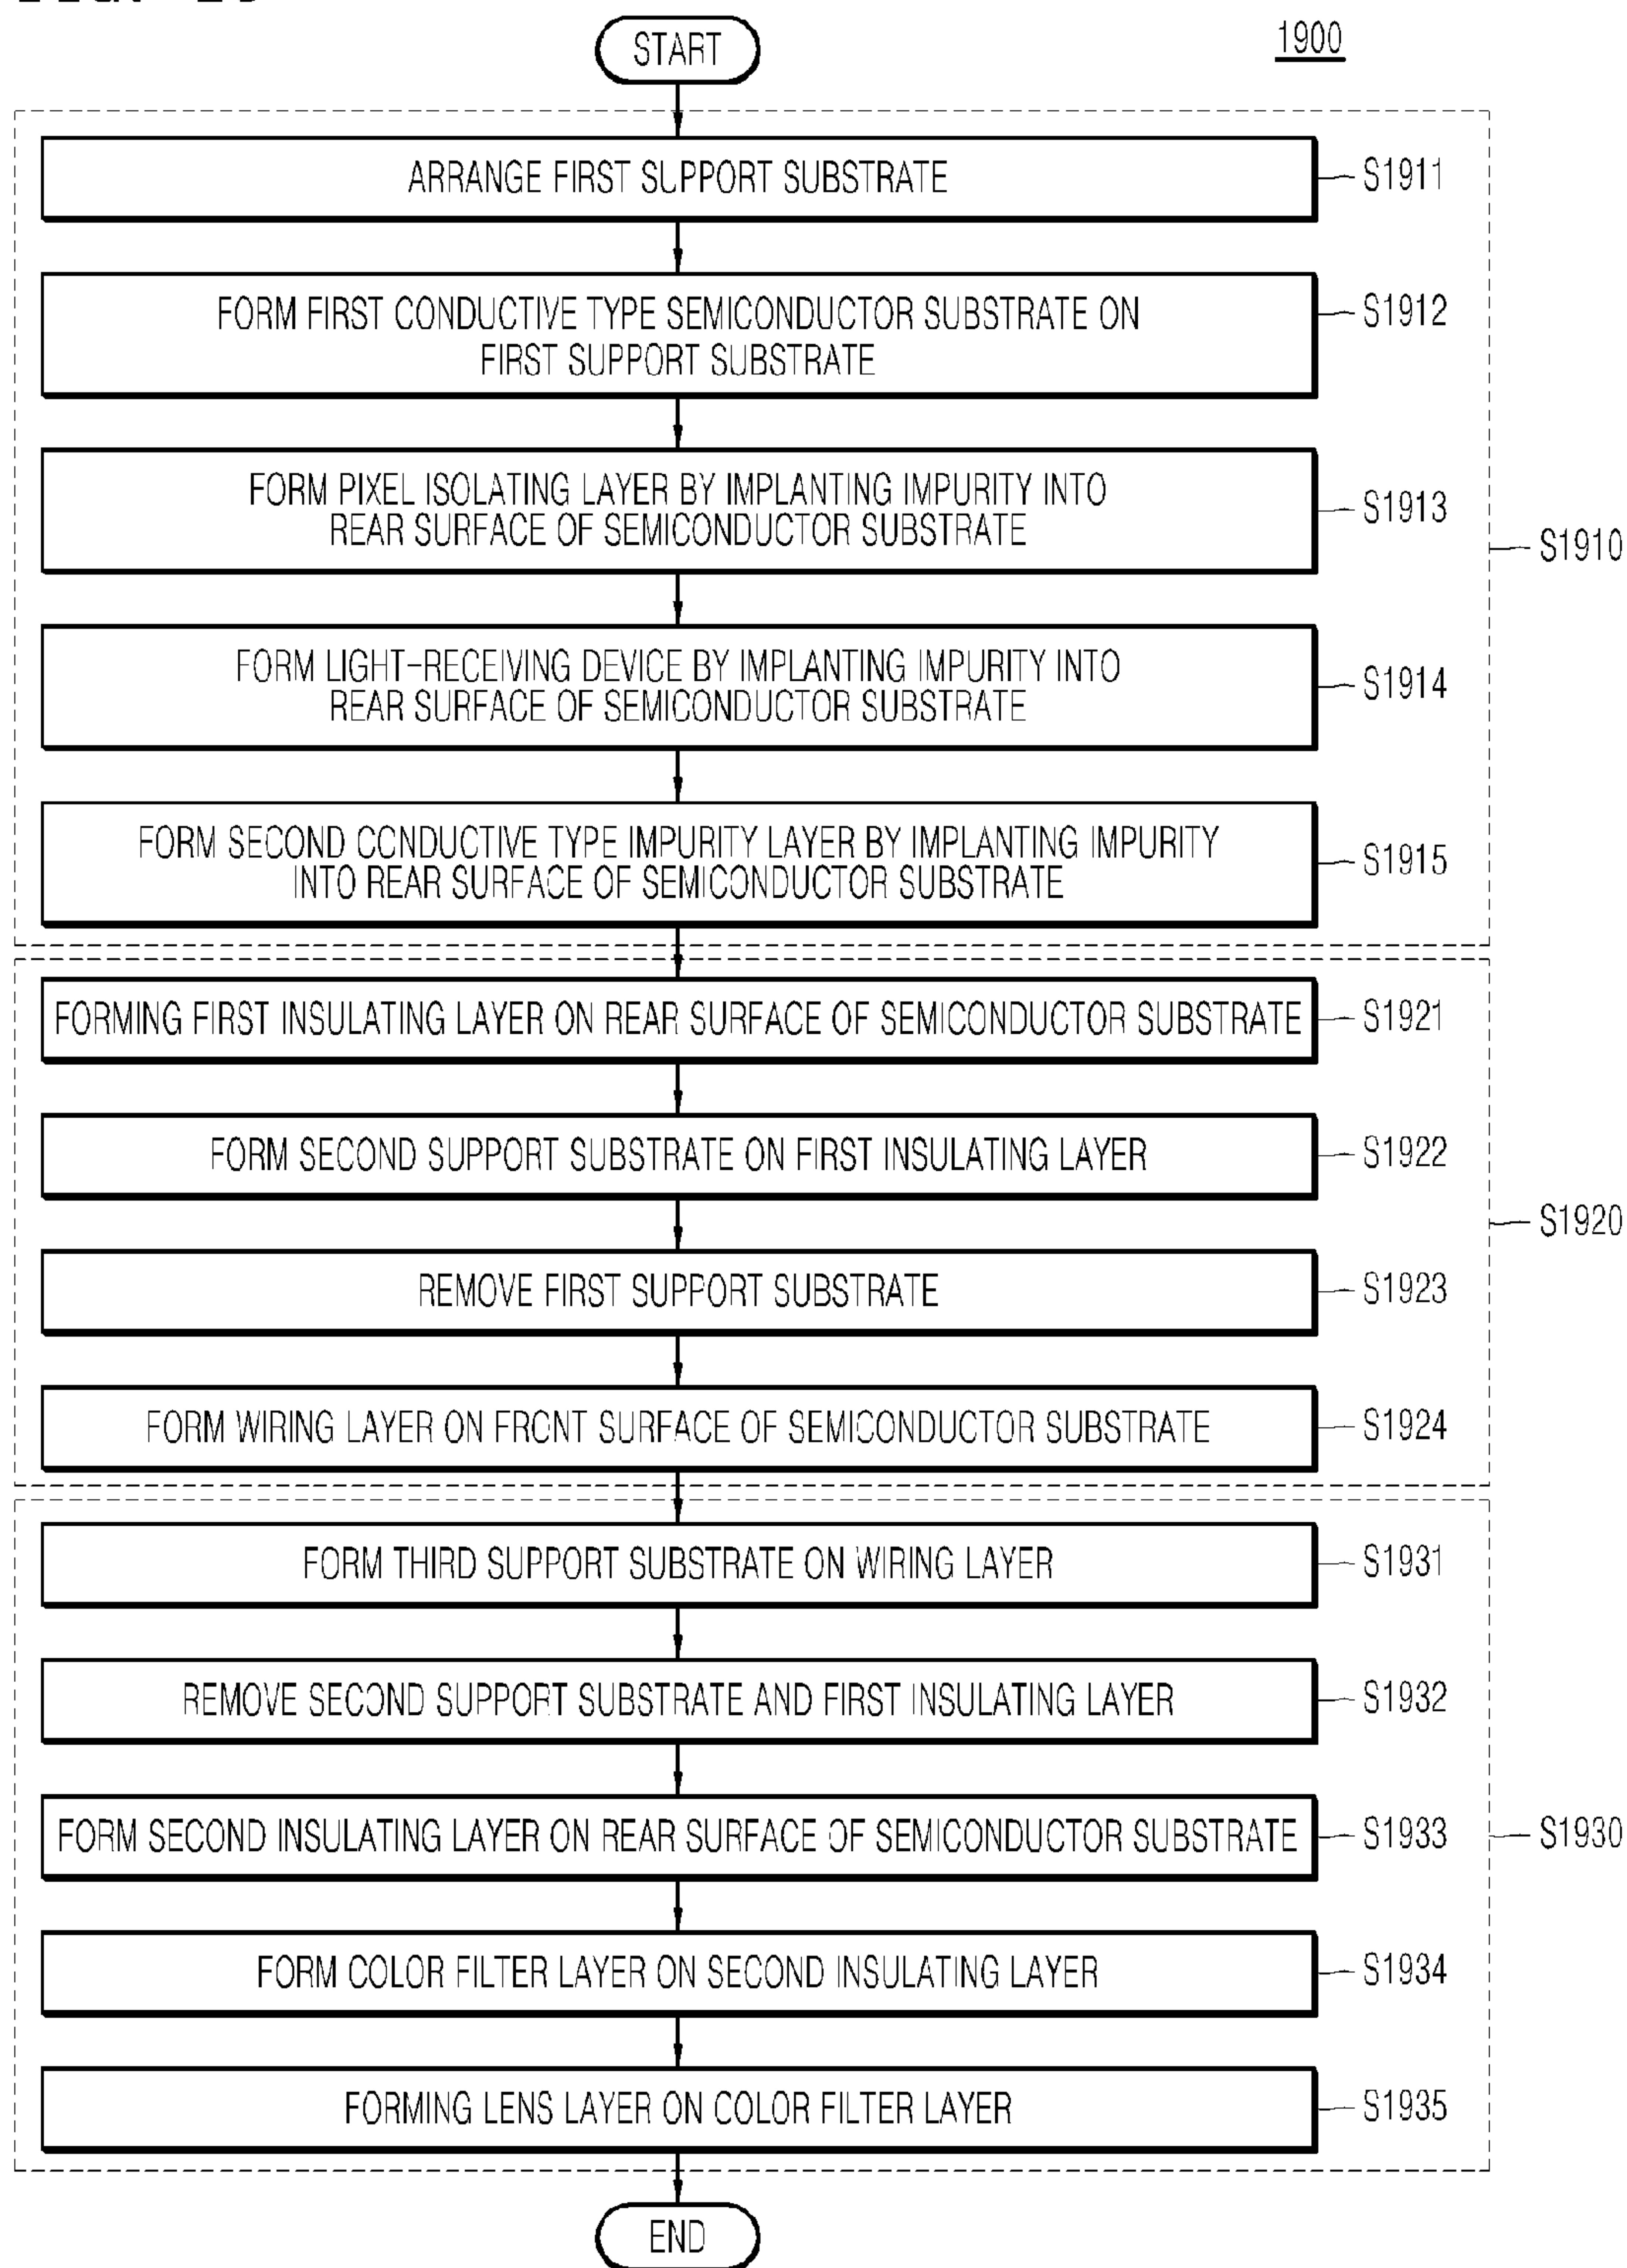 START
1900
ARRANGE FIRST SUPPORT SUBSTRATE
S1911
FORM FIRST CONDUCTIVE TYPE SEMICONDUCTOR SUBSTRATE ON
FIRST SUPPORT SUBSTRATE
S1912
FORM PIXEL ISOLATING LAYER BY IMPLANTING IMPURITY INTO
REAR SURFACE OF SEMICONDUCTOR SUBSTRATE
S1913
S1910
FORM LIGHT-RECEIVING DEVICE BY IMPLANTING IMPURITY INTO
REAR SURFACE OF SEMICONDUCTOR SUBSTRATE
S1914
FORM SECOND CONDUCTIVE TYPE IMPURITY LAYER BY IMPLANTING IMPURITY
INTO REAR SURFACE OF SEMICONDUCTOR SUBSTRATE
S1915
FORMING FIRST INSULATING LAYER ON REAR SURFACE OF SEMICONDUCTOR SUBSTRATE
S1921
FORM SECOND SUPPORT SUBSTRATE ON FIRST INSULATING LAYER
S1922
S1920
REMOVE FIRST SUPPORT SUBSTRATE
S1923
FORM WIRING LAYER ON FRONT SURFACE OF SEMICONDUCTOR SUBSTRATE
S1924
FORM THIRD SUPPORT SUBSTRATE ON WIRING LAYER
S1931
REMOVE SECOND SUPPORT SUBSTRATE AND FIRST INSULATING LAYER
S1932
FORM SECOND INSULATING LAYER ON REAR SURFACE OF SEMICONDUCTOR SUBSTRATE
S1933
S1930
FORM COLOR FILTER LAYER ON SECOND INSULATING LAYER
S1934
FORMING LENS LAYER ON COLOR FILTER LAYER
S1935
END